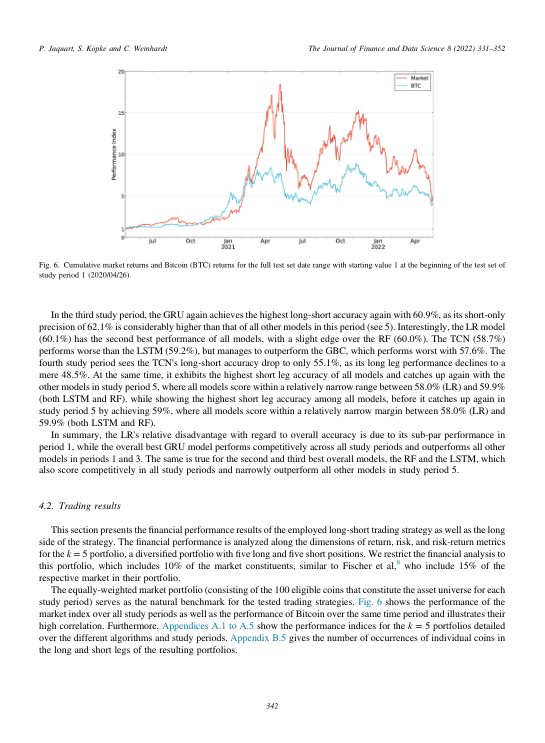 P. Jaquart, S. Köpke and C. Weinhardt
The Journal of Finance and Data Science 8 (2022) 331–352
20
15
10
5
1
0
Performance Index
Market
BTC
Jul
Oct
Jan
2021
Apr
Jul
Oct
Jan
2022
Apr
Fig. 6. Cumulative market returns and Bitcoin (BTC) returns for the full test set date range with starting value 1 at the beginning of the test set of
study period 1 (2020/04/26).
In the third study period, the GRU again achieves the highest long-short accuracy again with 60.9%, as its short-only
precision of 62.1% is considerably higher than that of all other models in this period (see 5). Interestingly, the LR model
(60.1%) has the second best performance of all models, with a slight edge over the RF (60.0%). The TCN (58.7%)
performs worse than the LSTM (59.2%), but manages to outperform the GBC, which performs worst with 57.6%. The
fourth study period sees the TCN's long-short accuracy drop to only 55.1%, as its long leg performance declines to a
mere 48.5%. At the same time, it exhibits the highest short leg accuracy of all models and catches up again with the
other models in study period 5, where all models score within a relatively narrow range between 58.0% (LR) and 59.9%
(both LSTM and RF). while showing the highest short leg accuracy among all models, before it catches up again in
study period 5 by achieving 59%, where all models score within a relatively narrow margin between 58.0% (LR) and
59.9% (both LSTM and RF).
In summary, the LR's relative disadvantage with regard to overall accuracy is due to its sub-par performance in
period 1, while the overall best GRU model performs competitively across all study periods and outperforms all other
models in periods 1 and 3. The same is true for the second and third best overall models, the RF and the LSTM, which
also score competitively in all study periods and narrowly outperform all other models in study period 5.
4.2. Trading results
This section presents the financial performance results of the employed long-short trading strategy as well as the long
side of the strategy. The financial performance is analyzed along the dimensions of return, risk, and risk-return metrics
for the k = 5 portfolio, a diversified portfolio with five long and five short positions. We restrict the financial analysis to
this portfolio, which includes 10% of the market constituents, similar to Fischer et al,8 who include 15% of the
respective market in their portfolio.
The equally-weighted market portfolio (consisting of the 100 eligible coins that constitute the asset universe for each
study period) serves as the natural benchmark for the tested trading strategies. Fig. 6 shows the performance of the
market index over all study periods as well as the performance of Bitcoin over the same time period and illustrates their
high correlation. Furthermore, Appendices A.1 to A.5 show the performance indices for the k = 5 portfolios detailed
over the different algorithms and study periods. Appendix B.5 gives the number of occurrences of individual coins in
the long and short legs of the resulting portfolios.
342